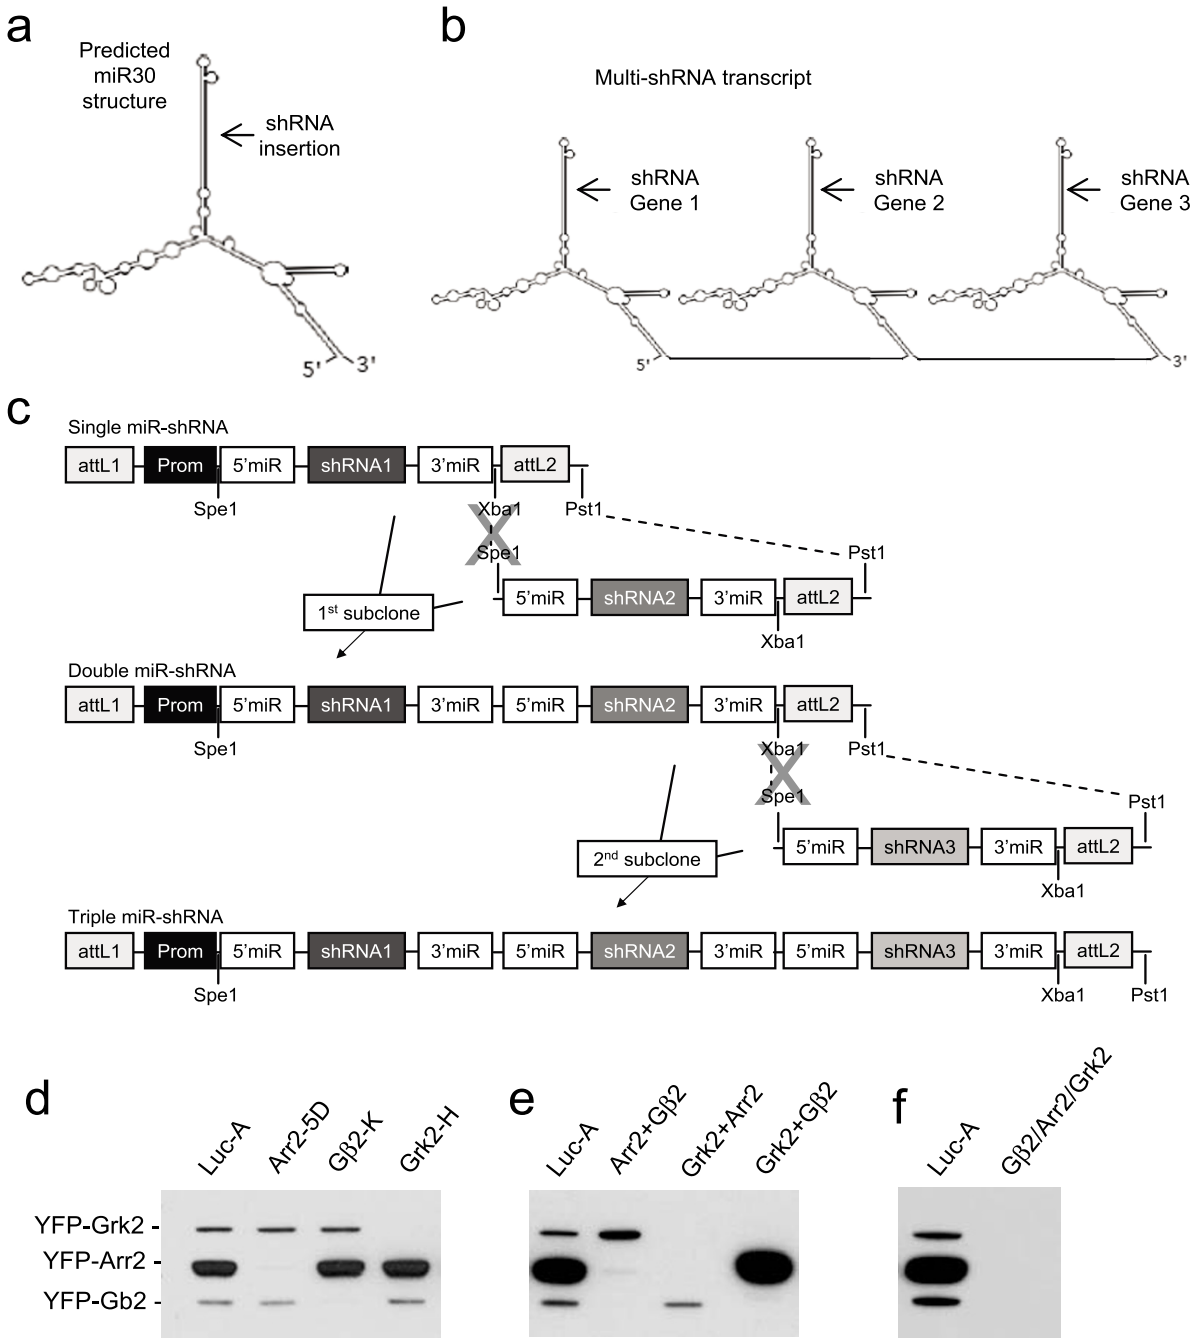 a
Predicted
miR30
structure
shRNA
insertion
5' 3'
b
Multi-shRNA transcript
shRNA
Gene 1
shRNA
Gene 2
shRNA
Gene 3
5' 3'
c
Single miR-shRNA
attL1 Prom 5'miR shRNA1 3'miR attL2
Spe1 Xba1 Pst1
Spe1 Pst1
5'miR shRNA2 3'miR attL2
1st subclone
Xba1
Double miR-shRNA
attL1 Prom 5'miR shRNA1 3'miR 5'miR shRNA2 3'miR attL2
Spe1 Xba1 Pst1
Spe1 Pst1
5'miR shRNA3 3'miR attL2
2nd subclone
Xba1
Triple miR-shRNA
attL1 Prom 5'miR shRNA1 3'miR 5'miR shRNA2 3'miR 5'miR shRNA3 3'miR attL2
Spe1 Xba1 Pst1
d
Luc-A
Arr2-5D
Gβ2-K
Grk2-H
YFP-Grk2 -
YFP-Arr2 -
YFP-Gb2 -
e
Luc-A
Arr2+Gβ2
Grk2+Arr2
Grk2+Gβ2
f
Luc-A
Gβ2/Arr2/Grk2